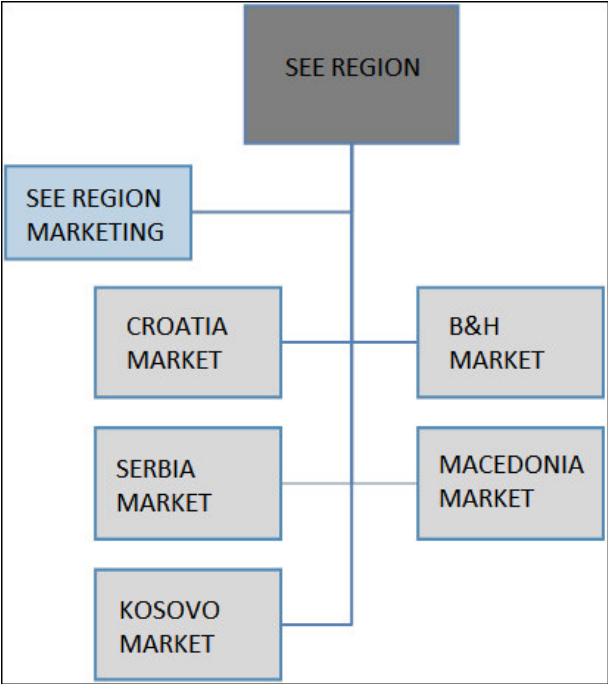 SEE REGION
SEE REGION
MARKETING
CROATIA
MARKET
B&H
MARKET
SERBIA
MARKET
MACEDONIA
MARKET
KOSOVO
MARKET